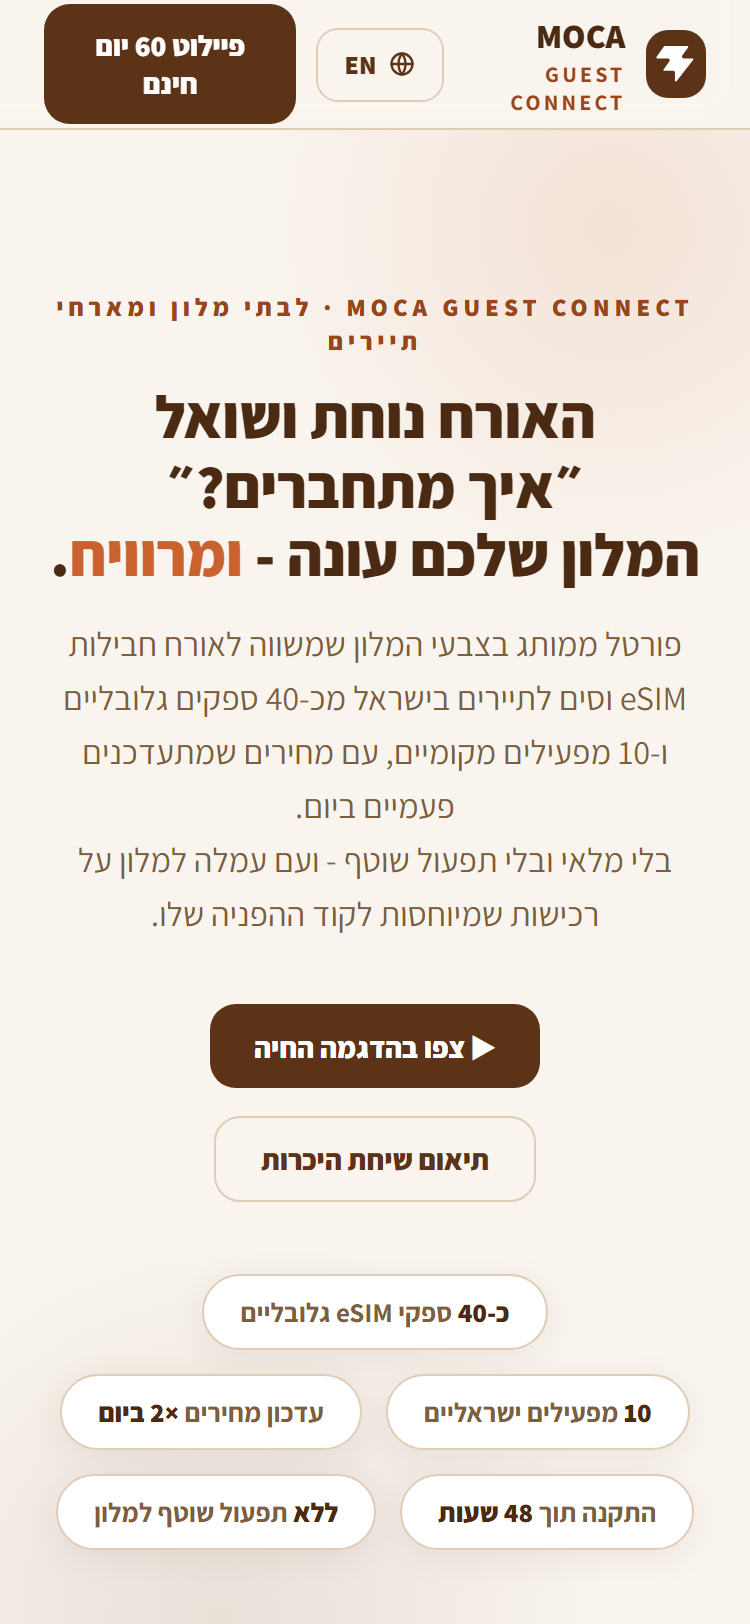 MOCA
GUEST
CONNECT
EN
פיילוט 60 יום
חינם
MOCA GUEST CONNECT · לבתי מלון ומארחי
תיירים
האורח נוחת ושואל
״איך מתחברים?״
המלון שלכם עונה - ומרוויח.
פורטל ממותג בצבעי המלון שמשווה לאורח חבילות
eSIM וסים לתיירים בישראל מכ-40 ספקים גלובליים
ו-10 מפעילים מקומיים, עם מחירים שמתעדכנים
פעמיים ביום.
בלי מלאי ובלי תפעול שוטף - ועם עמלה למלון על
רכישות שמיוחסות לקוד ההפניה שלו.
▶ צפו בהדגמה החיה
תיאום שיחת היכרות
כ-40 ספקי eSIM גלובליים
10 מפעילים ישראליים
עדכון מחירים ×2 ביום
התקנה תוך 48 שעות
ללא תפעול שוטף למלון